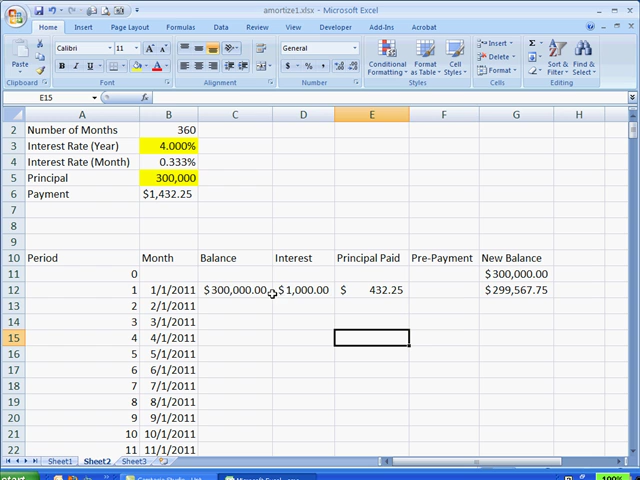 amortize1.xlsx - Microsoft Excel
Home Insert Page Layout Formulas Data Review View Add-Ins Acrobat
Calibri 11 General Insert Σ
Paste B I U $ % , Conditional Formatting Format as Table Cell Styles Delete Format Sort & Filter Find & Select
Clipboard Font Alignment Number Styles Cells Editing
E15 fx
A B C D E F G H
2 Number of Months 360
3 Interest Rate (Year) 4.000%
4 Interest Rate (Month) 0.333%
5 Principal 300,000
6 Payment $1,432.25
7
8
9
10 Period Month Balance Interest Principal Paid Pre-Payment New Balance
11 0 $300,000.00
12 1 1/1/2011 $300,000.00 $1,000.00 $ 432.25 $299,567.75
13 2 2/1/2011
14 3 3/1/2011
15 4 4/1/2011
16 5 5/1/2011
17 6 6/1/2011
18 7 7/1/2011
19 8 8/1/2011
20 9 9/1/2011
21 10 10/1/2011
22 11 11/1/2011
Sheet1 Sheet2 Sheet3
start 100%